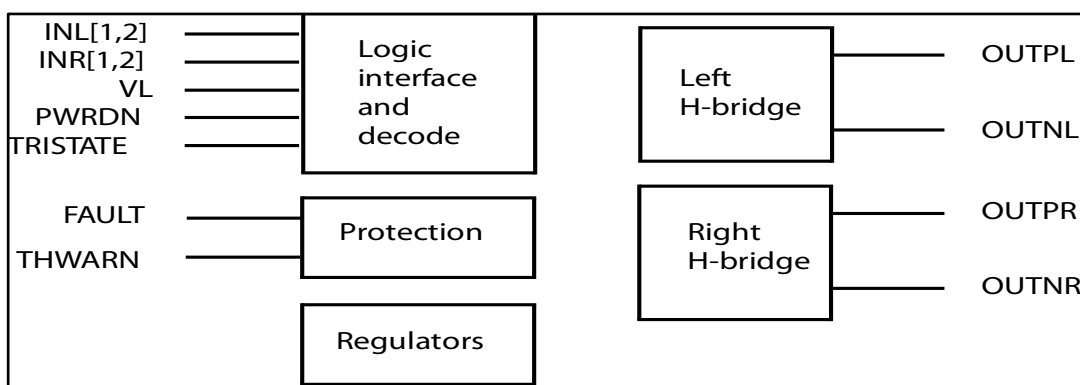 INL[1,2]
INR[1,2]
VL
PWRDN
TRISTATE
FAULT
THWARN
Logic
interface
and
decode
Protection
Regulators
Left
H-bridge
Right
H-bridge
OUTPL
OUTNL
OUTPR
OUTNR